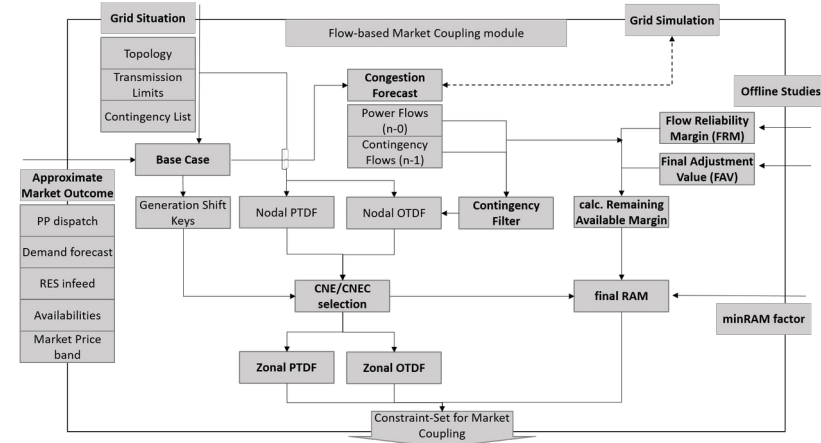 Grid Situation
Topology
Transmission
Limits
Contingency List
Flow-based Market Coupling module
Grid Simulation
Offline Studies
Congestion
Forecast
Power Flows
(n-0)
Contingency
Flows (n-1)
Flow Reliability
Margin (FRM)
Final Adjustment
Value (FAV)
Base Case
Approximate
Market Outcome
PP dispatch
Demand forecast
RES infeed
Availabilities
Market Price
band
Generation Shift
Keys
Nodal PTDF
Nodal OTDF
Contingency
Filter
calc. Remaining
Available Margin
CNE/CNEC
selection
final RAM
minRAM factor
Zonal PTDF
Zonal OTDF
Constraint-Set for Market
Coupling